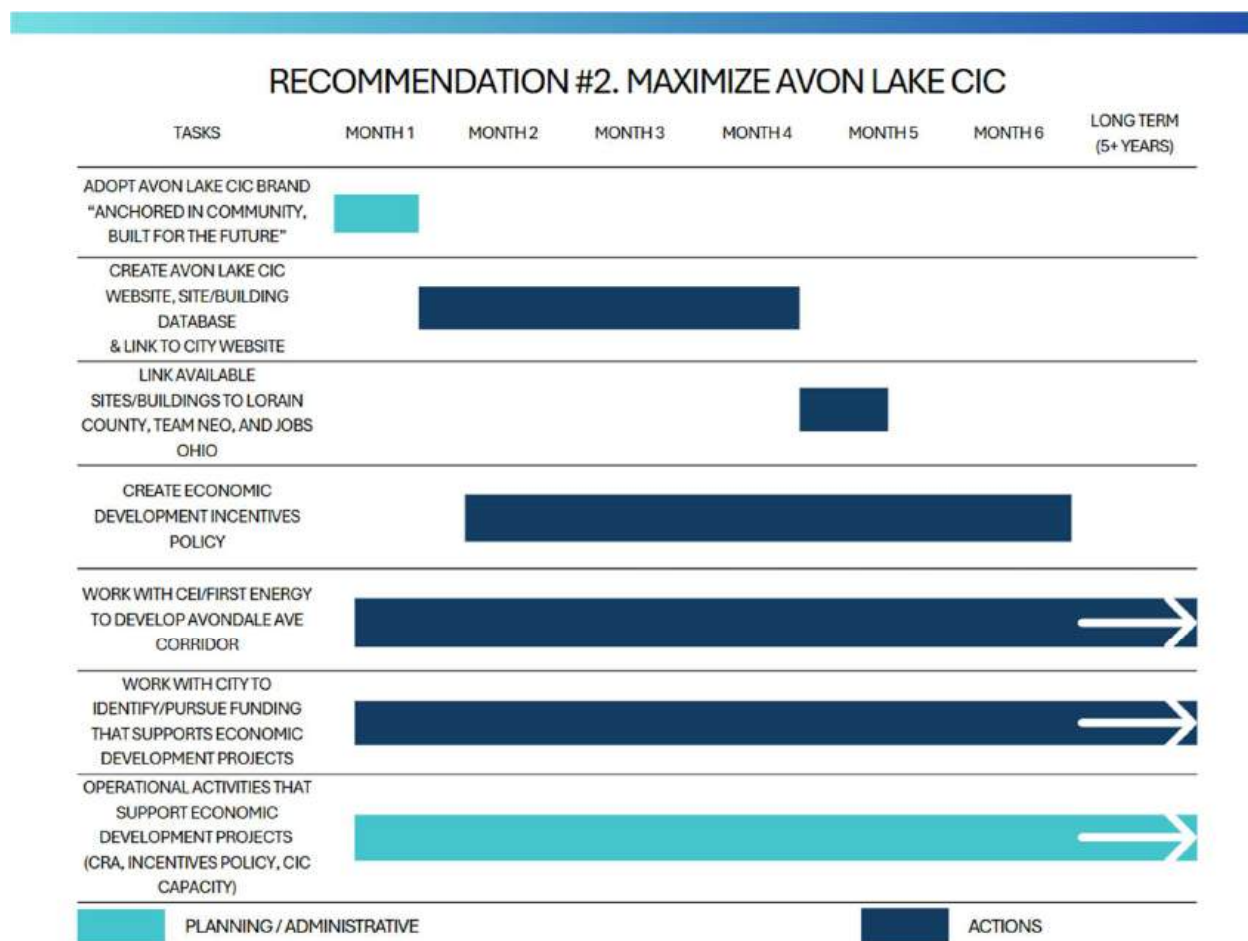 RECOMMENDATION #2. MAXIMIZE AVON LAKE CIC
TASKS MONTH 1 MONTH 2 MONTH 3 MONTH 4 MONTH 5 MONTH 6 LONG TERM
(5+ YEARS)
ADOPT AVON LAKE CIC BRAND
“ANCHORED IN COMMUNITY,
BUILT FOR THE FUTURE”
CREATE AVON LAKE CIC
WEBSITE, SITE/BUILDING
DATABASE
& LINK TO CITY WEBSITE
LINK AVAILABLE
SITES/BUILDINGS TO LORAIN
COUNTY, TEAM NEO, AND JOBS
OHIO
CREATE ECONOMIC
DEVELOPMENT INCENTIVES
POLICY
WORK WITH CEI/FIRST ENERGY
TO DEVELOP AVONDALE AVE
CORRIDOR
WORK WITH CITY TO
IDENTIFY/PURSUE FUNDING
THAT SUPPORTS ECONOMIC
DEVELOPMENT PROJECTS
OPERATIONAL ACTIVITIES THAT
SUPPORT ECONOMIC
DEVELOPMENT PROJECTS
(CRA, INCENTIVES POLICY, CIC
CAPACITY)
PLANNING / ADMINISTRATIVE ACTIONS